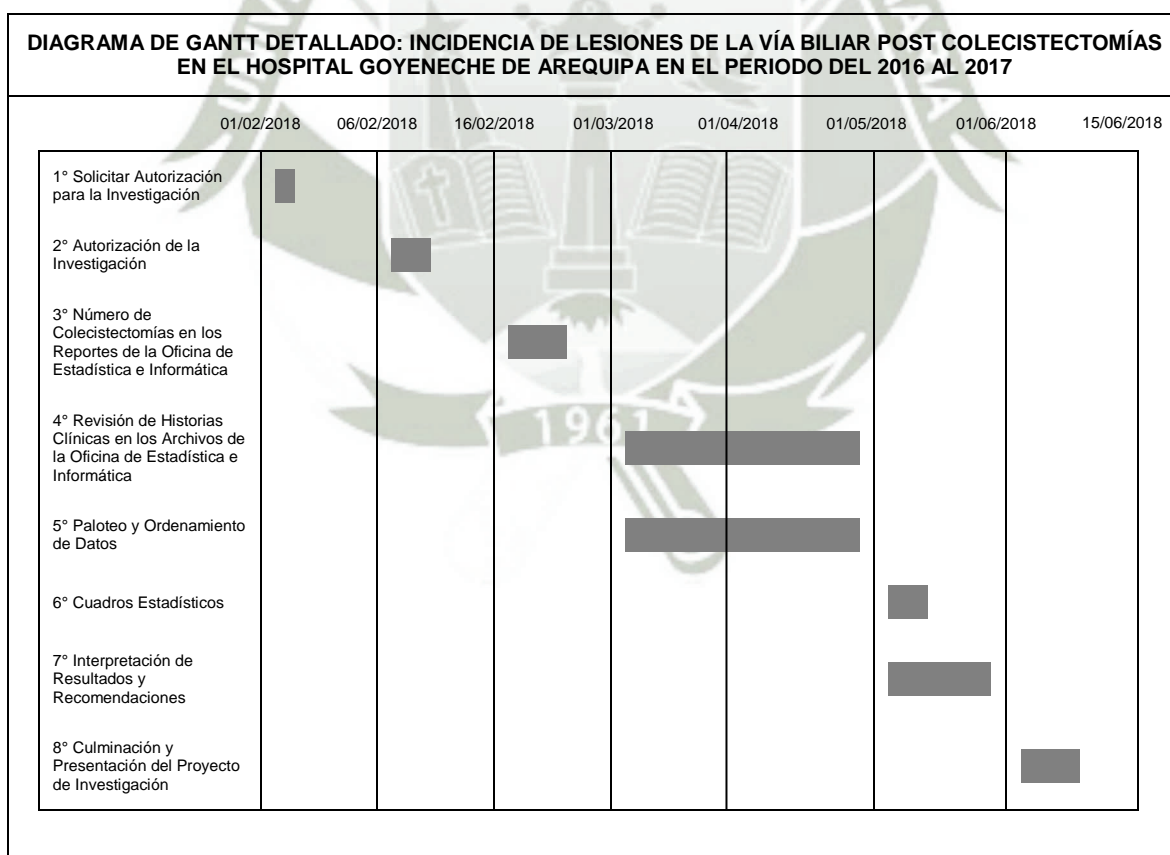 DIAGRAMA DE GANTT DETALLADO: INCIDENCIA DE LESIONES DE LA VÍA BILIAR POST COLECISTECTOMÍAS
EN EL HOSPITAL GOYENECHE DE AREQUIPA EN EL PERIODO DEL 2016 AL 2017
01/02/2018 06/02/2018 16/02/2018 01/03/2018 01/04/2018 01/05/2018 01/06/2018 15/06/2018
1° Solicitar Autorización
para la Investigación
2° Autorización de la
Investigación
3° Número de
Colecistectomías en los
Reportes de la Oficina de
Estadística e Informática
4° Revisión de Historias
Clínicas en los Archivos de
la Oficina de Estadística e
Informática
5° Paloteo y Ordenamiento
de Datos
6° Cuadros Estadísticos
7° Interpretación de
Resultados y
Recomendaciones
8° Culminación y
Presentación del Proyecto
de Investigación
1961